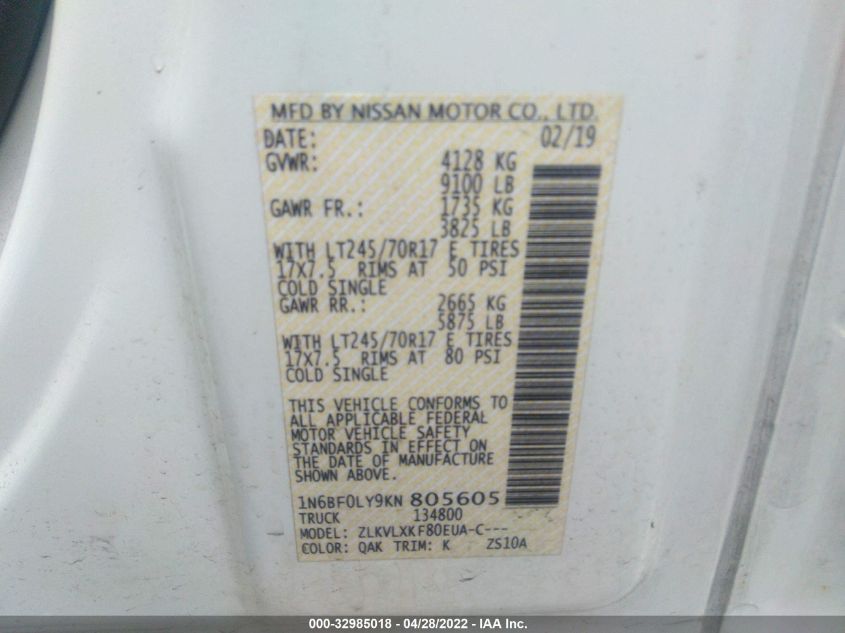 MFD BY NISSAN MOTOR CO., LTD.
DATE: 02/19
GVWR: 4128 KG
9100 LB
GAWR FR.: 1735 KG
3825 LB
WITH LT245/70R17 E TIRES
17X7.5 RIMS AT 50 PSI
COLD SINGLE
GAWR RR.: 2665 KG
5875 LB
WITH LT245/70R17 E TIRES
17X7.5 RIMS AT 80 PSI
COLD SINGLE
THIS VEHICLE CONFORMS TO
ALL APPLICABLE FEDERAL
MOTOR VEHICLE SAFETY
STANDARDS IN EFFECT ON
THE DATE OF MANUFACTURE
SHOWN ABOVE.
1N6BF0LY9KN 805605
TRUCK 134800
MODEL: ZLKVLXKF80EUA-C---
COLOR: QAK TRIM: K ZS10A
000-32985018 - 04/28/2022 - IAA Inc.